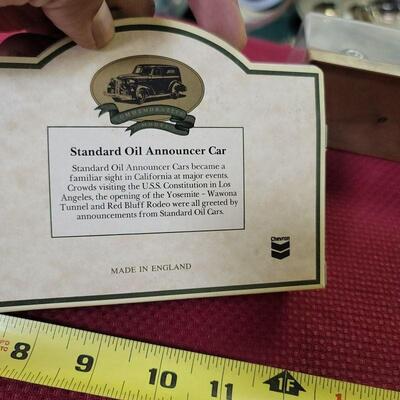 COMMEMORATIVE
MODEL
Standard Oil Announcer Car
Standard Oil Announcer Cars became a
familiar sight in California at major events.
Crowds visiting the U.S.S. Constitution in Los
Angeles, the opening of the Yosemite – Wawona
Tunnel and Red Bluff Rodeo were all greeted by
announcements from Standard Oil Cars.
Chevron
MADE IN ENGLAND
8 9 10 11 1F